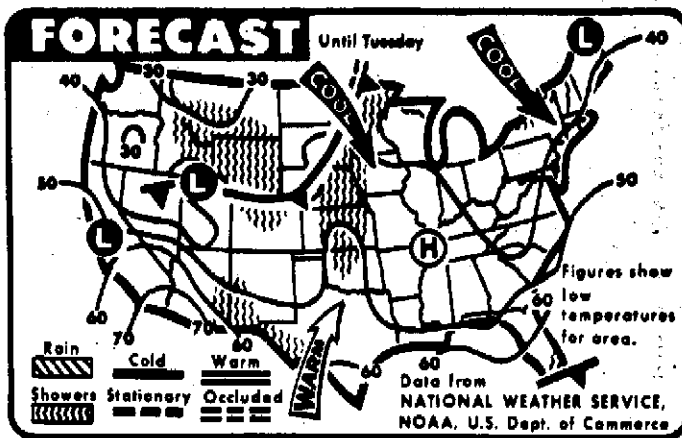 FORECAST
Until Tuesday
COOL
COOL
L
40
40
30
30
30
50
L
50
L
H
60
70
70
60
60
60
60
WARM
Figures show
low
temperatures
for area.
Rain
Cold
Warm
Showers
Stationary
Occluded
Data from
NATIONAL WEATHER SERVICE,
NOAA, U.S. Dept. of Commerce